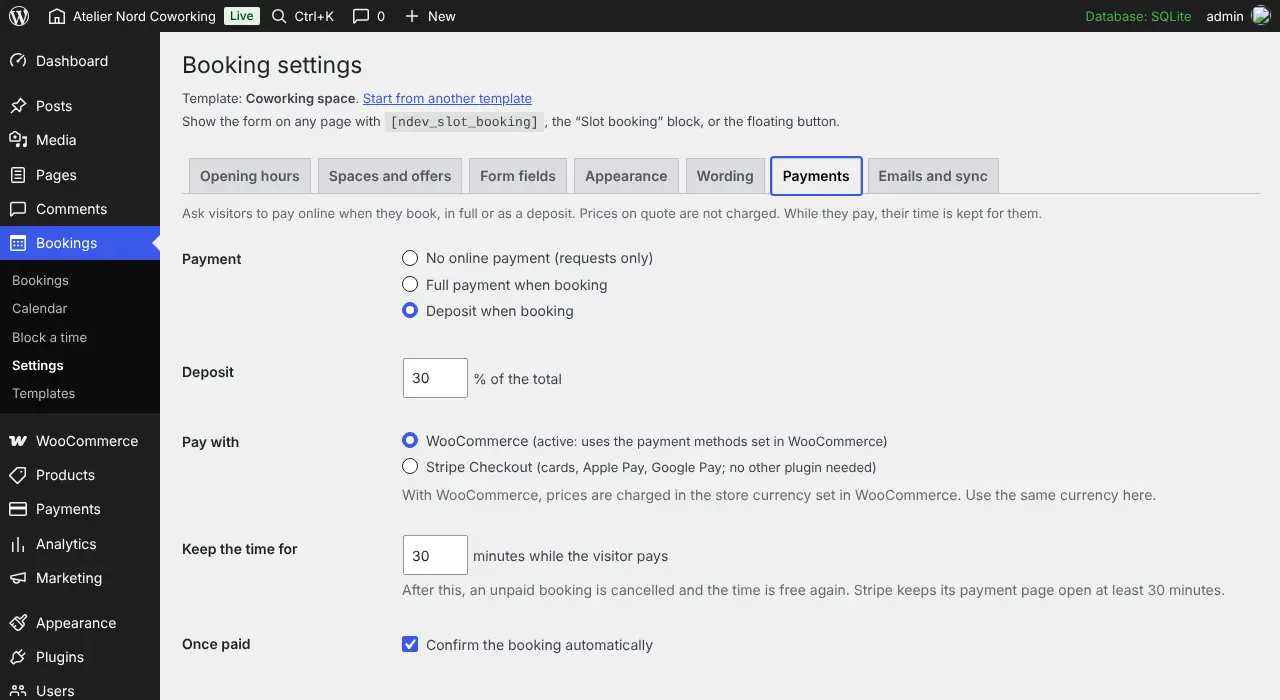 Atelier Nord Coworking Live Ctrl+K 0 New Database: SQLite admin
Dashboard
Posts
Media
Pages
Comments
Bookings
Bookings
Calendar
Block a time
Settings
Templates
WooCommerce
Products
Payments
Analytics
Marketing
Appearance
Plugins
Users
Booking settings
Template: Coworking space. Start from another template
Show the form on any page with [ndev_slot_booking] , the “Slot booking” block, or the floating button.
Opening hours Spaces and offers Form fields Appearance Wording Payments Emails and sync
Ask visitors to pay online when they book, in full or as a deposit. Prices on quote are not charged. While they pay, their time is kept for them.
Payment
No online payment (requests only)
Full payment when booking
Deposit when booking
Deposit
30 % of the total
Pay with
WooCommerce (active: uses the payment methods set in WooCommerce)
Stripe Checkout (cards, Apple Pay, Google Pay; no other plugin needed)
With WooCommerce, prices are charged in the store currency set in WooCommerce. Use the same currency here.
Keep the time for
30 minutes while the visitor pays
After this, an unpaid booking is cancelled and the time is free again. Stripe keeps its payment page open at least 30 minutes.
Once paid
Confirm the booking automatically